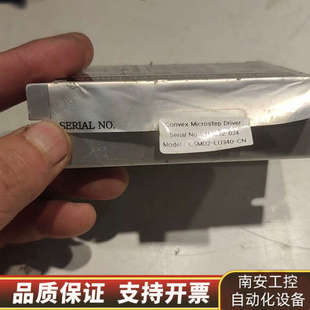 SERIAL NO.
Convex Microstep Driver
Serial No.
Model :
品质保证 支持开票
南安工控
自动化设备